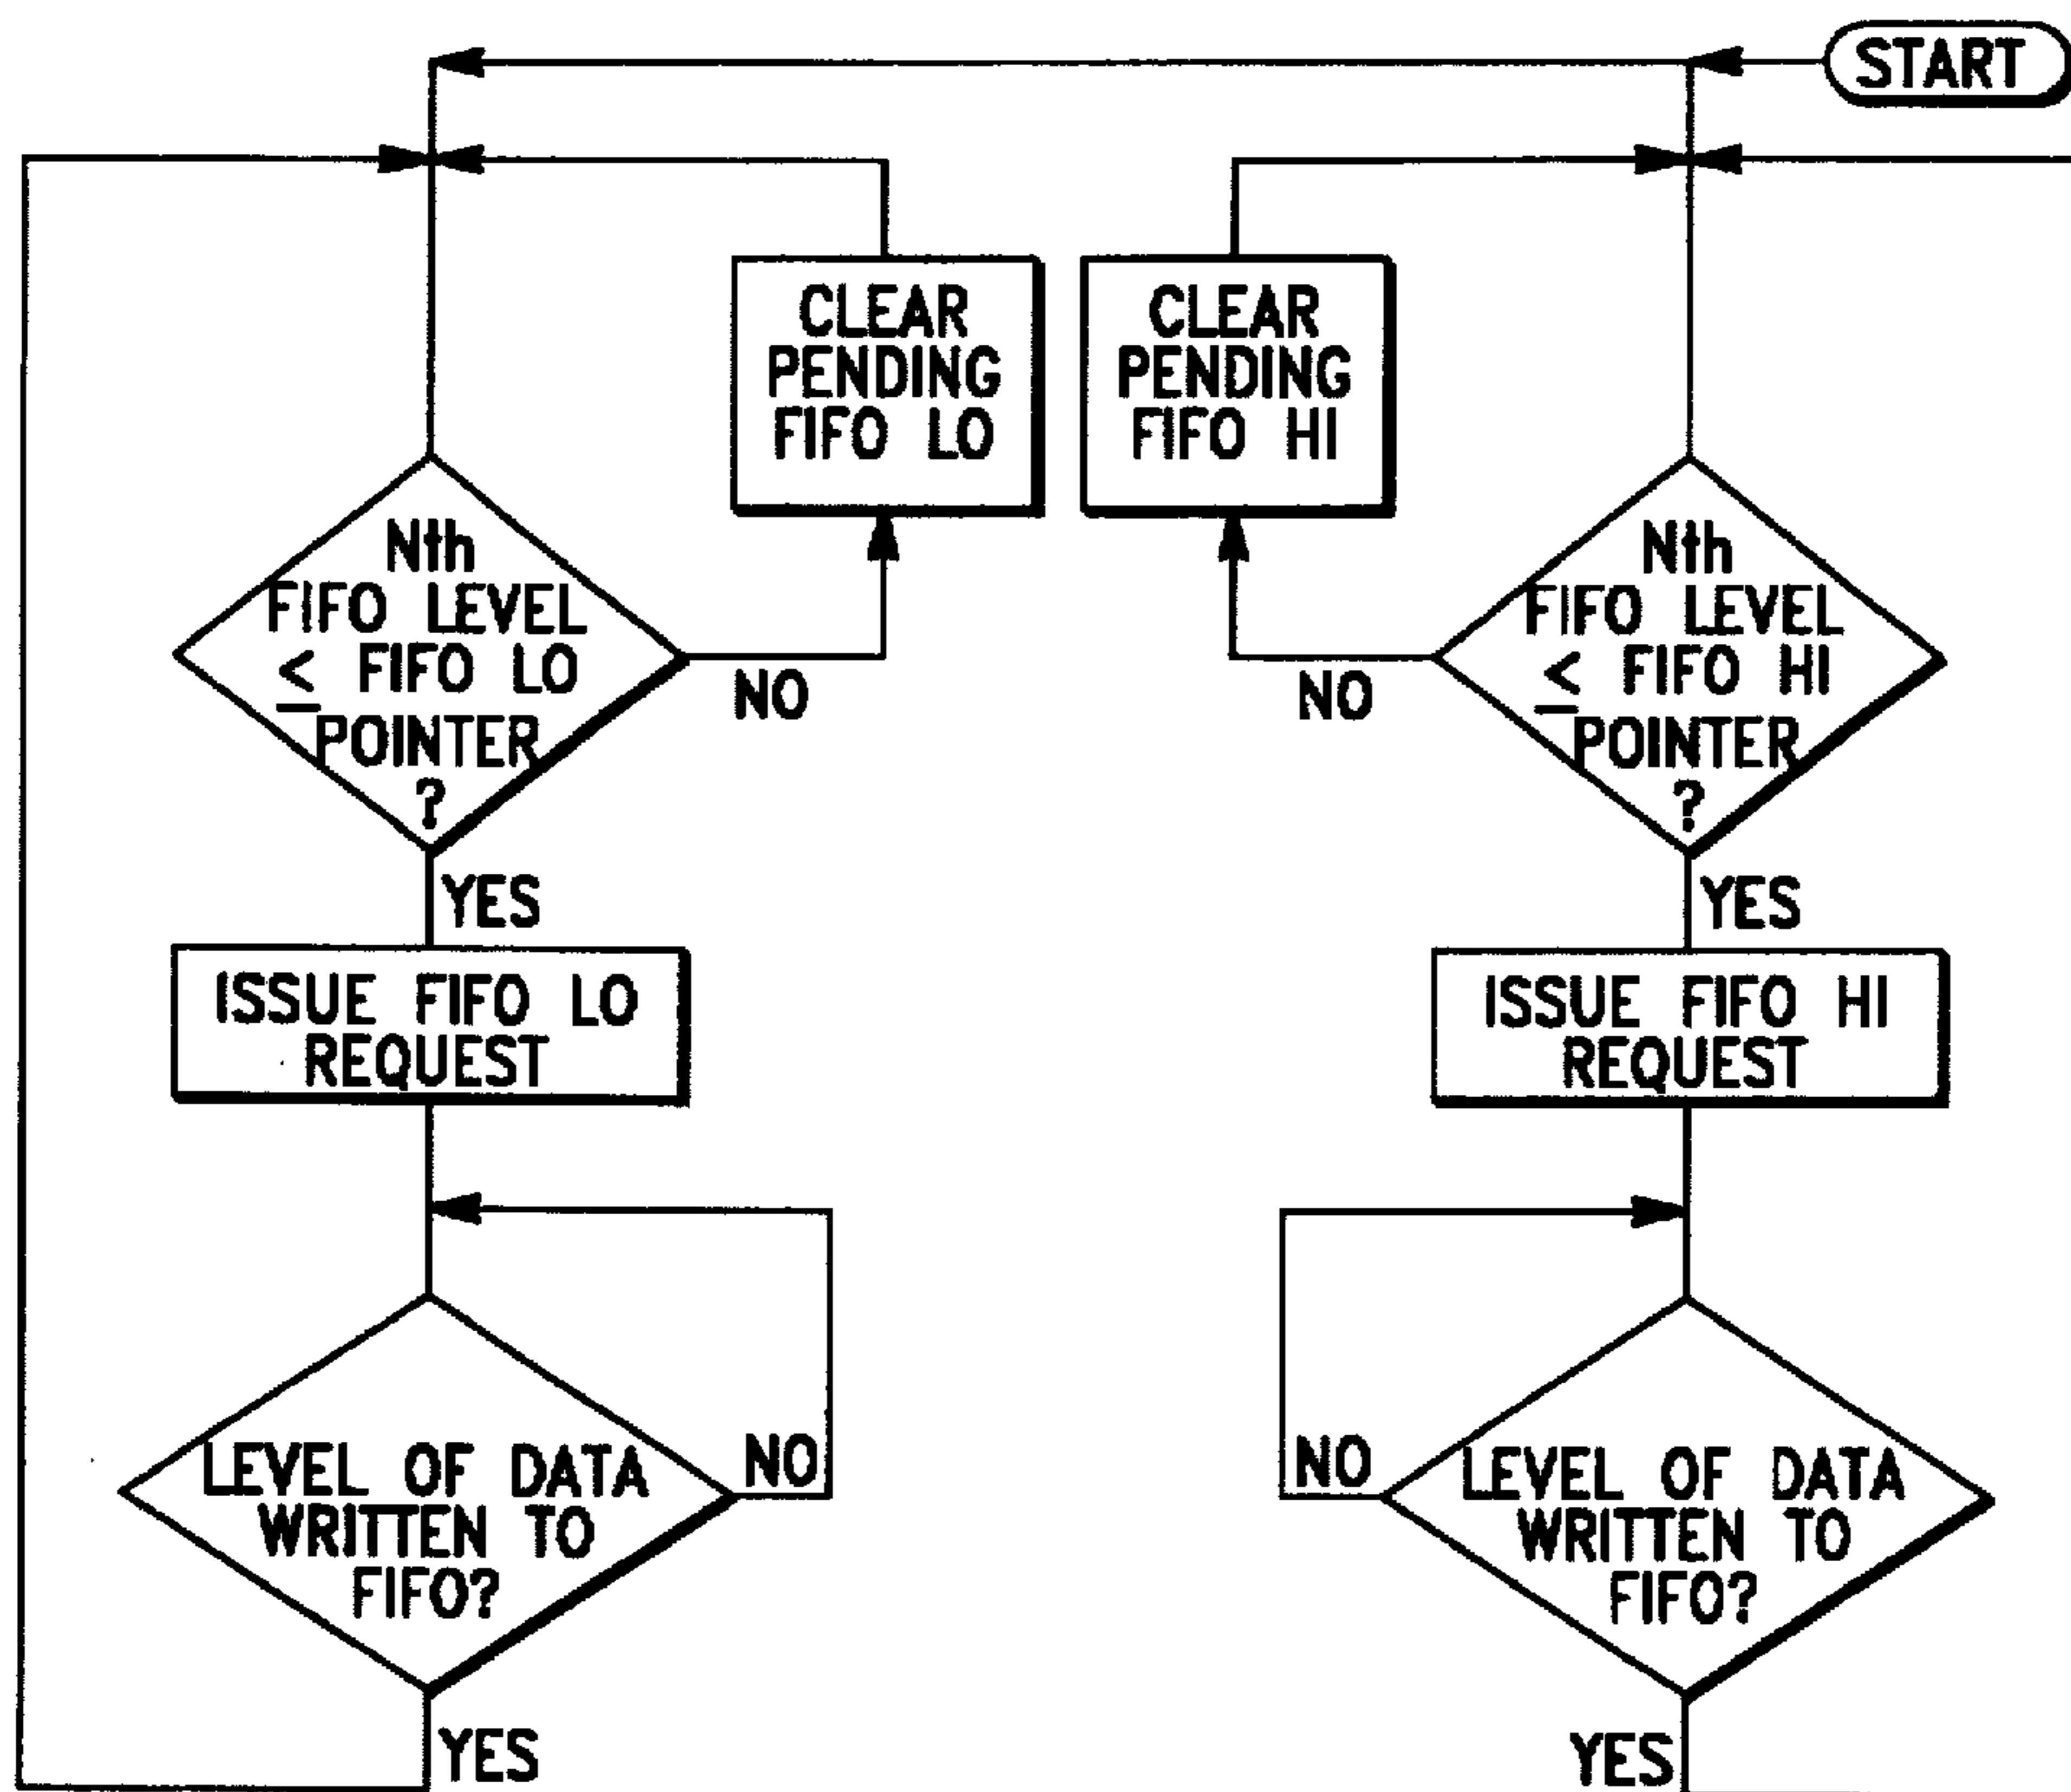 START
CLEAR
PENDING
FIFO LO
CLEAR
PENDING
FIFO HI
Nth
FIFO LEVEL
≤ FIFO LO
POINTER
?
NO
YES
Nth
FIFO LEVEL
≤ FIFO HI
POINTER
?
NO
YES
ISSUE FIFO LO
REQUEST
ISSUE FIFO HI
REQUEST
LEVEL OF DATA
WRITTEN TO
FIFO?
NO
YES
LEVEL OF DATA
WRITTEN TO
FIFO?
NO
YES